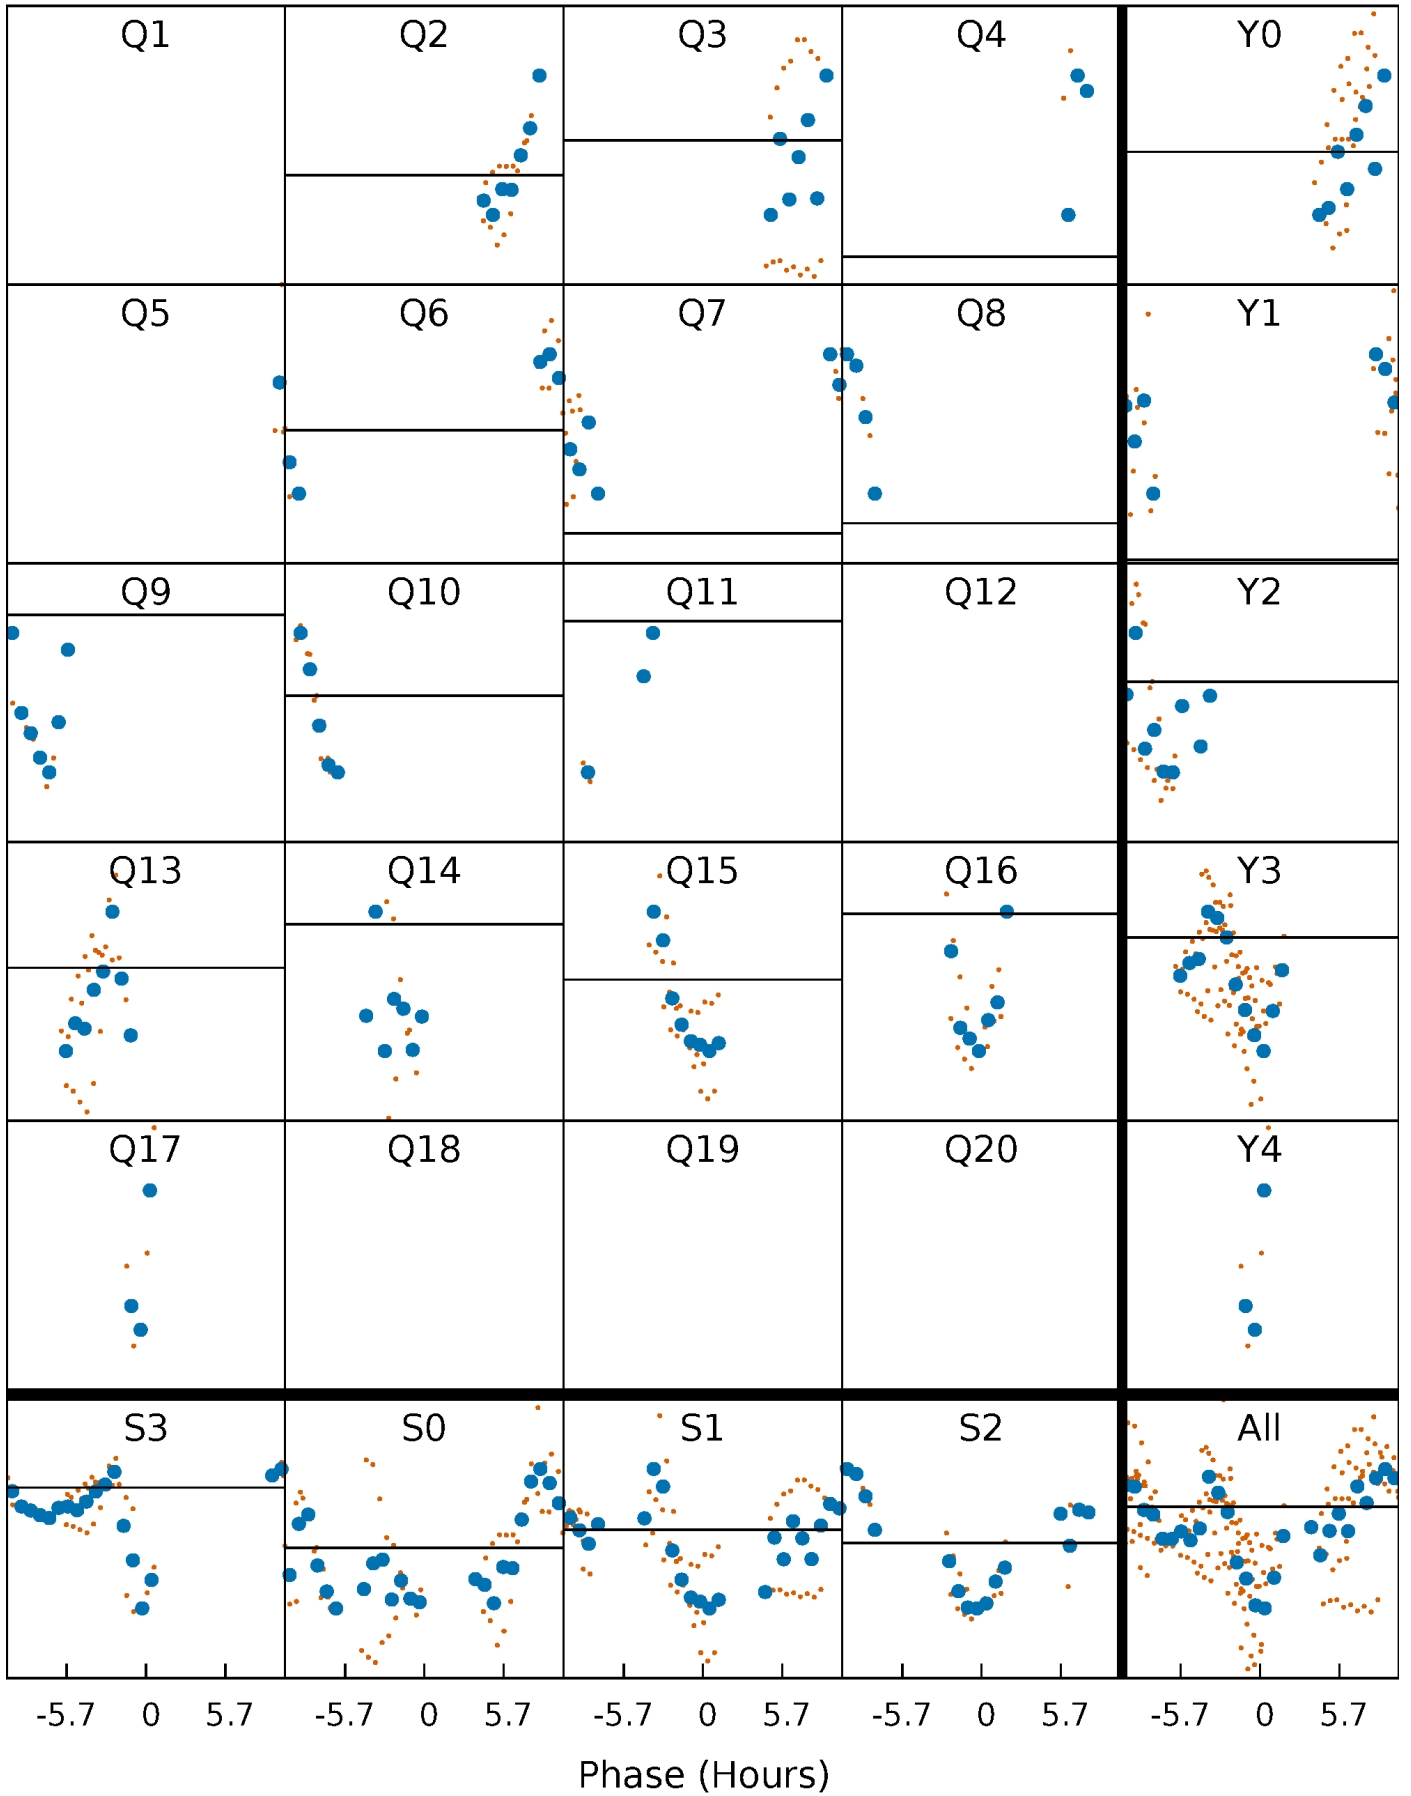 Q1 Q2 Q3 Q4 Y0
Q5 Q6 Q7 Q8 Y1
Q9 Q10 Q11 Q12 Y2
Q13 Q14 Q15 Q16 Y3
Q17 Q18 Q19 Q20 Y4
S3 S0 S1 S2 All
-5.7 0 5.7 -5.7 0 5.7 -5.7 0 5.7 -5.7 0 5.7 -5.7 0 5.7
Phase (Hours)